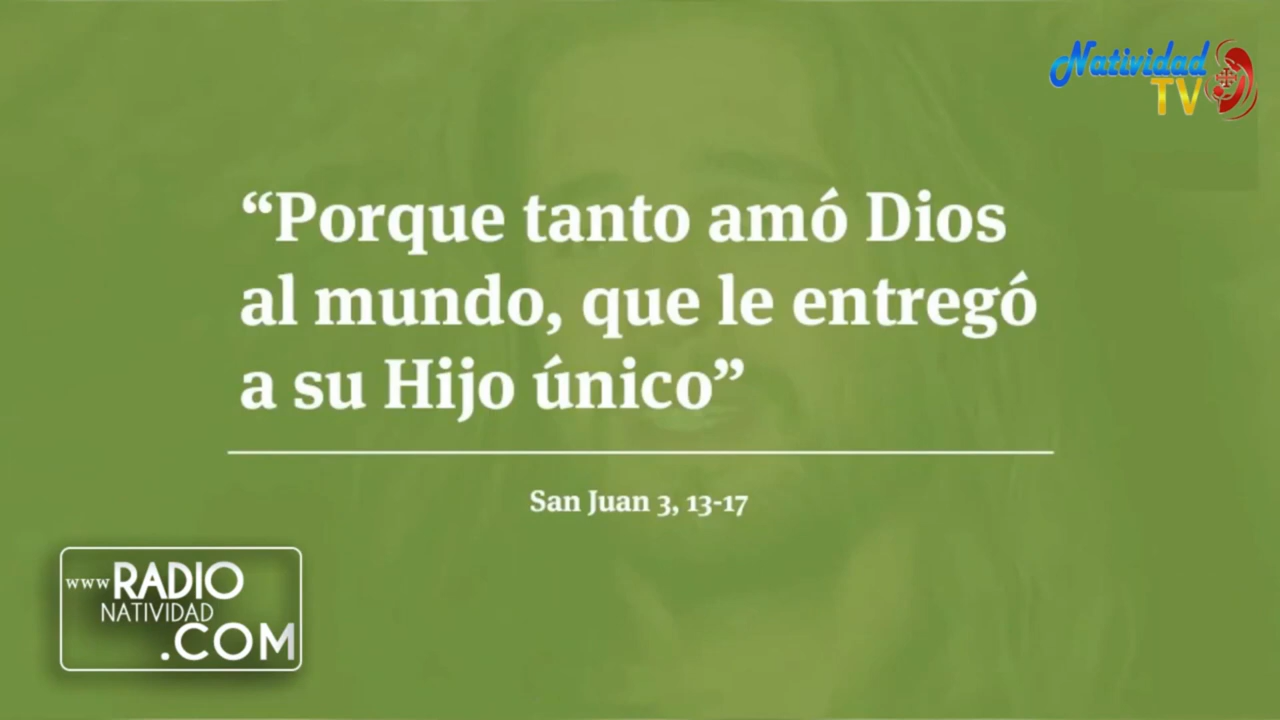 Natividad
TV
“Porque tanto amó Dios
al mundo, que le entregó
a su Hijo único”
San Juan 3, 13-17
www RADIO
NATIVIDAD
.COM